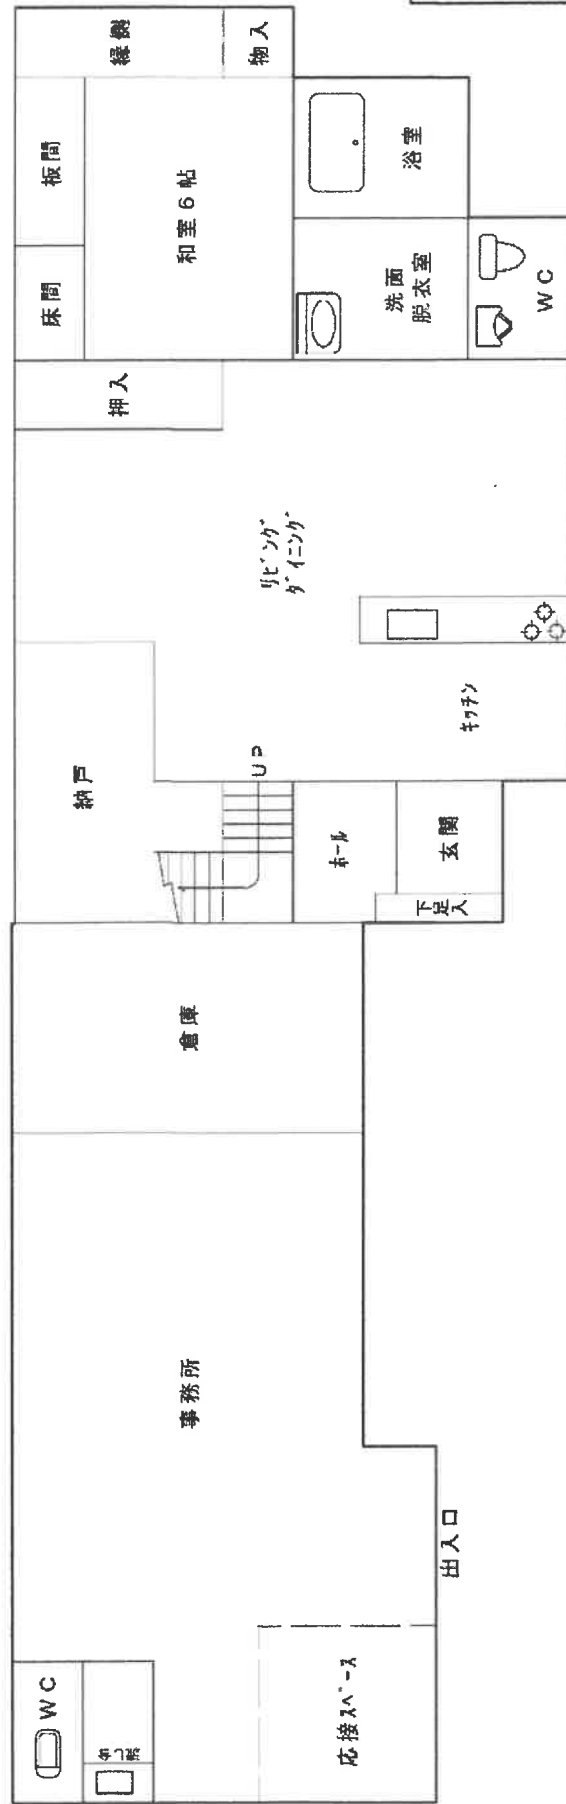 縁側
物入
板間
床間
和室6帖
浴室
洗面
脱衣室
WC
押入
リビング
ダイニング
キッチン
納戸
UP
ホール
玄関
下足入
倉庫
事務所
出入口
応接スペース
WC
流し台